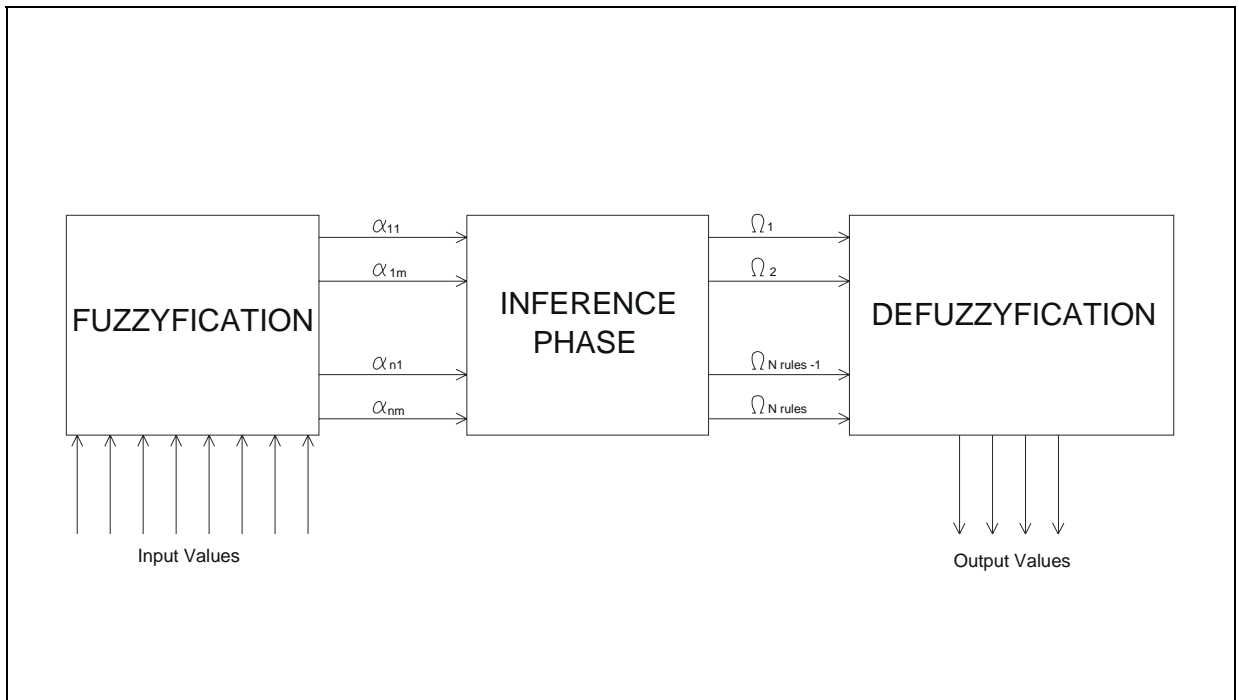 FUZZYFICATION
α11
α1m
αn1
αnm
INFERENCE
PHASE
Ω1
Ω2
ΩN rules -1
ΩN rules
DEFUZZYFICATION
Input Values
Output Values